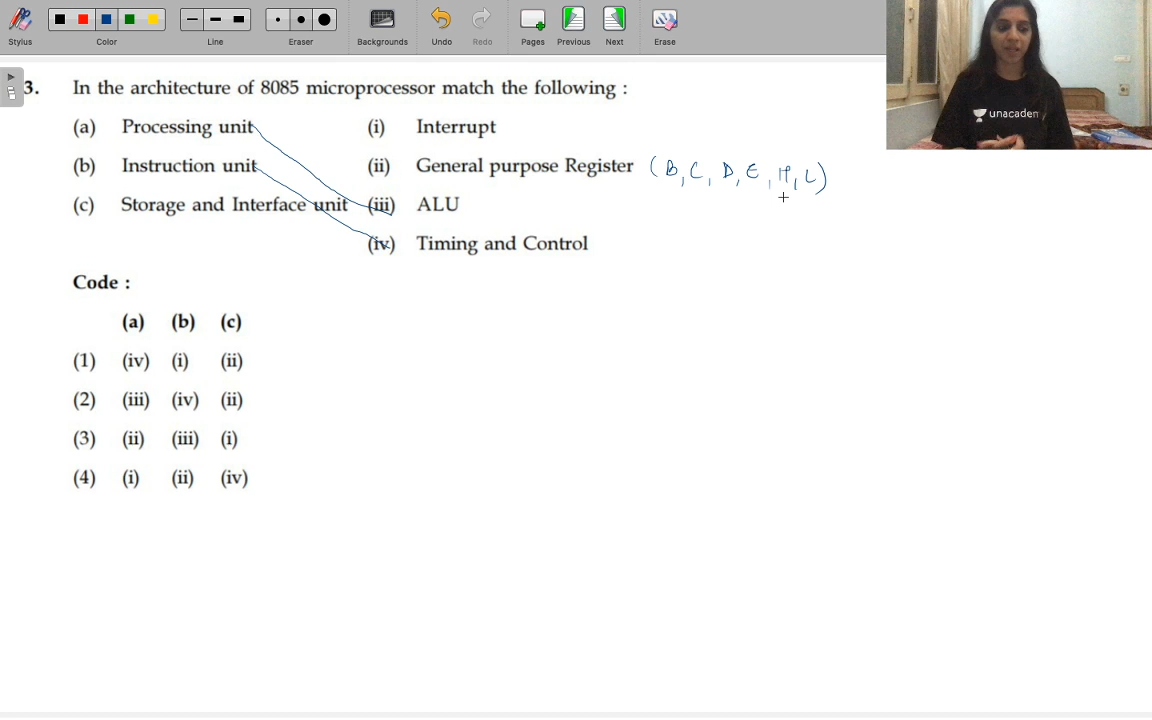 Stylus Color Line Eraser Backgrounds Undo Redo Pages Previous Next Erase
unacademy
3. In the architecture of 8085 microprocessor match the following :
(a) Processing unit (i) Interrupt
(b) Instruction unit (ii) General purpose Register (B, C, D, E, H, L)
(c) Storage and Interface unit (iii) ALU
(iv) Timing and Control
Code :
(a) (b) (c)
(1) (iv) (i) (ii)
(2) (iii) (iv) (ii)
(3) (ii) (iii) (i)
(4) (i) (ii) (iv)